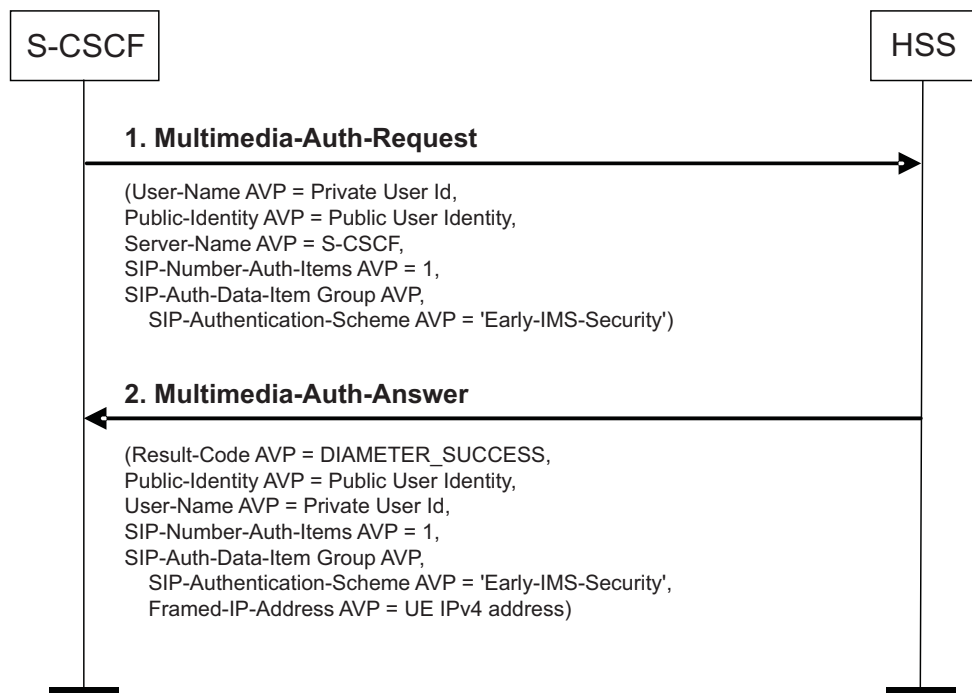 S-CSCF
HSS
1. Multimedia-Auth-Request
(User-Name AVP = Private User Id,
Public-Identity AVP = Public User Identity,
Server-Name AVP = S-CSCF,
SIP-Number-Auth-Items AVP = 1,
SIP-Auth-Data-Item Group AVP,
SIP-Authentication-Scheme AVP = 'Early-IMS-Security')
2. Multimedia-Auth-Answer
(Result-Code AVP = DIAMETER_SUCCESS,
Public-Identity AVP = Public User Identity,
User-Name AVP = Private User Id,
SIP-Number-Auth-Items AVP = 1,
SIP-Auth-Data-Item Group AVP,
SIP-Authentication-Scheme AVP = 'Early-IMS-Security',
Framed-IP-Address AVP = UE IPv4 address)